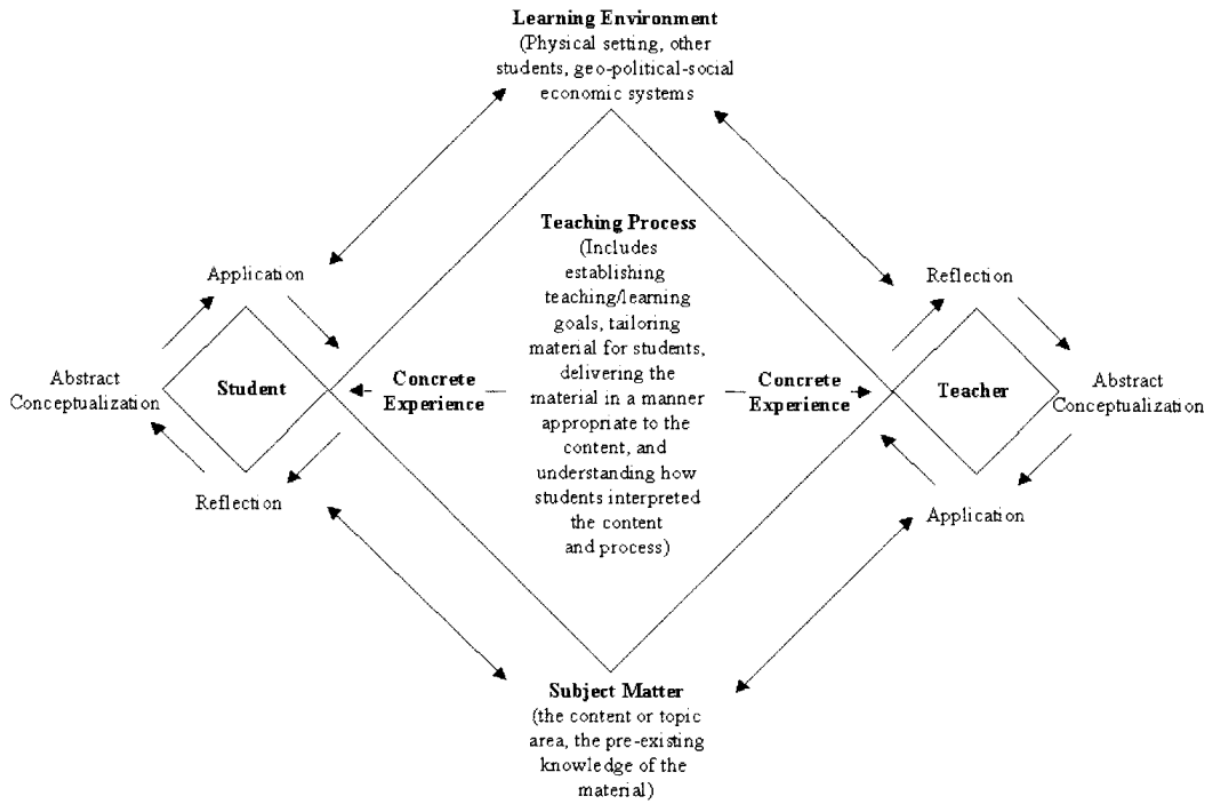 Learning Environment
(Physical setting, other
students, geo-political-social
economic systems
Teaching Process
(Includes
establishing
teaching/learning
goals, tailoring
material for students,
delivering the
material in a manner
appropriate to the
content, and
understanding how
students interpreted
the content
and process)
Application
Abstract
Conceptualization
Student
Reflection
Concrete
Experience
Concrete
Experience
Reflection
Teacher
Abstract
Conceptualization
Application
Subject Matter
(the content or topic
area, the pre-existing
knowledge of the
material)